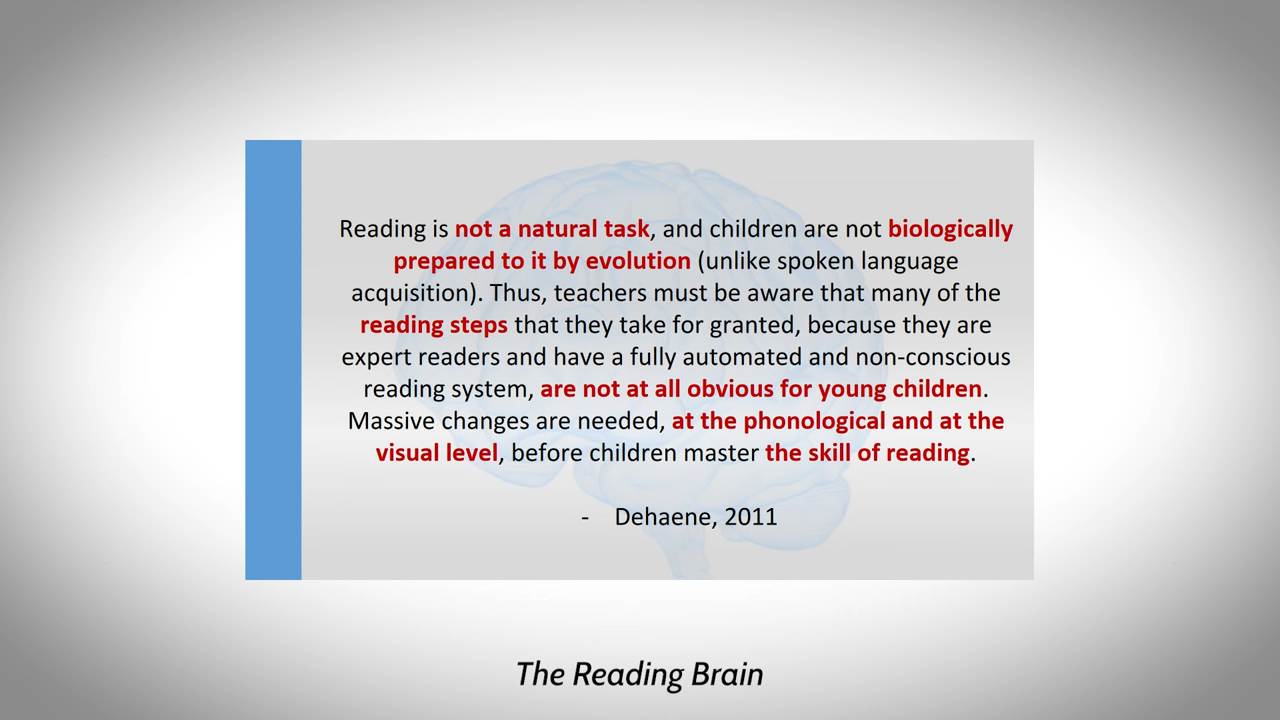 Reading is not a natural task, and children are not biologically
prepared to it by evolution (unlike spoken language
acquisition). Thus, teachers must be aware that many of the
reading steps that they take for granted, because they are
expert readers and have a fully automated and non-conscious
reading system, are not at all obvious for young children.
Massive changes are needed, at the phonological and at the
visual level, before children master the skill of reading.
- Dehaene, 2011
The Reading Brain